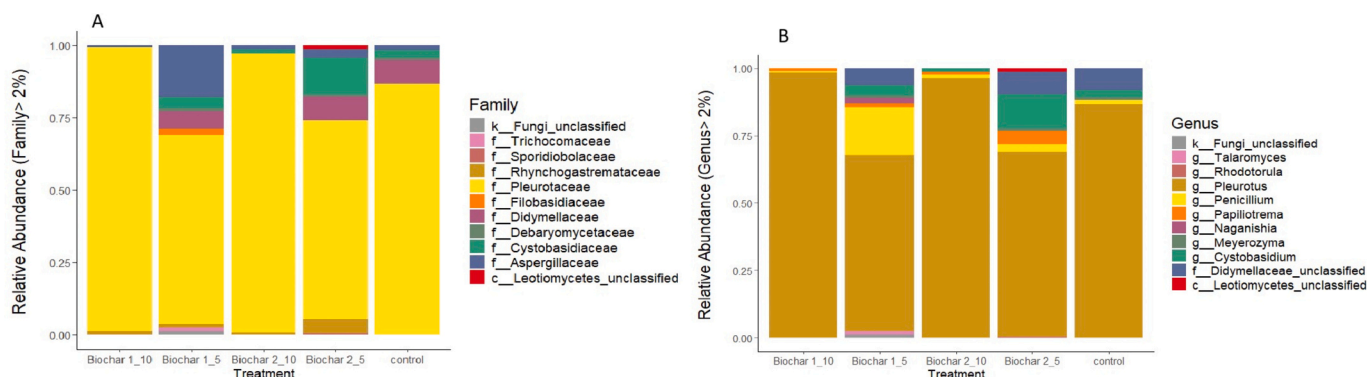 A
Relative Abundance (Family> 2%)
1.00
0.75
0.50
0.25
0.00
Biochar 1_10
Biochar 1_5
Biochar 2_10
Biochar 2_5
control
Treatment
Family
k__Fungi_unclassified
f__Trichocomaceae
f__Sporidiobolaceae
f__Rhynchogastremataceae
f__Pleurotaceae
f__Filobasidiaceae
f__Didymellaceae
f__Debaryomycetaceae
f__Cystobasidiaceae
f__Aspergillaceae
c__Leotiomycetes_unclassified
B
Relative Abundance (Genus> 2%)
1.00
0.75
0.50
0.25
0.00
Biochar 1_10
Biochar 1_5
Biochar 2_10
Biochar 2_5
control
Treatment
Genus
k__Fungi_unclassified
g__Talaromyces
g__Rhodotorula
g__Pleurotus
g__Penicillium
g__Papiliotrema
g__Naganishia
g__Meyerozyma
g__Cystobasidium
f__Didymellaceae_unclassified
c__Leotiomycetes_unclassified